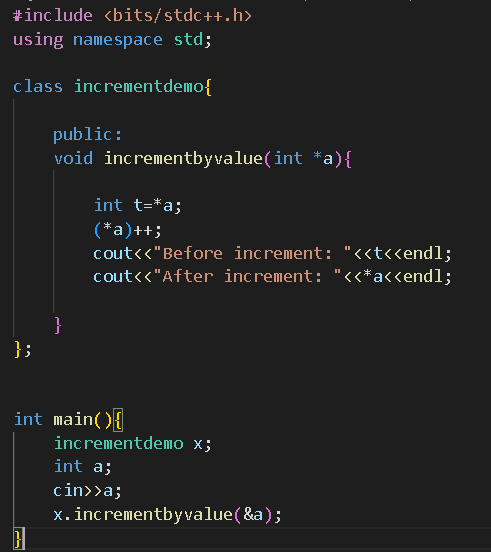 #include <bits/stdc++.h>
using namespace std;
class incrementdemo{
public:
void incrementbyvalue(int *a){
int t=*a;
(*a)++;
cout<<"Before increment: "<<t<<endl;
cout<<"After increment: "<<*a<<endl;
}
};
int main(){
incrementdemo x;
int a;
cin>>a;
x.incrementbyvalue(&a);
}